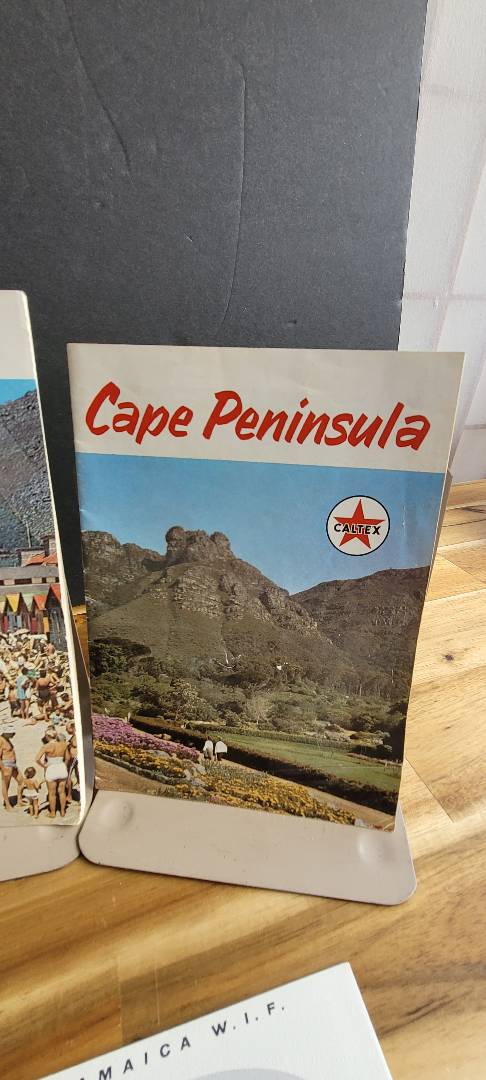 Cape Peninsula
CALTEX
AMAICA W.I.F.